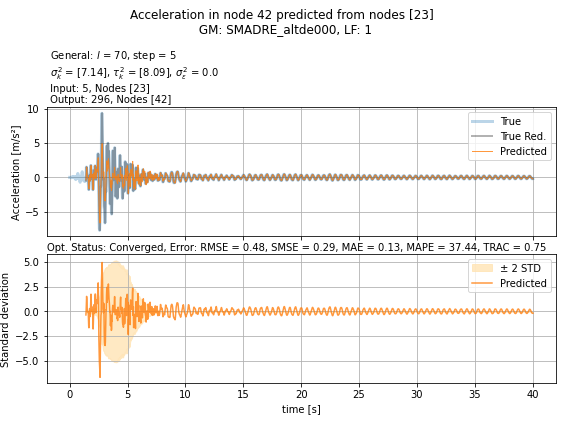 Acceleration in node 42 predicted from nodes [23]
GM: SMADRE_altde000, LF: 1
General: l = 70, step = 5
σ²ₖ = [7.14], τ²ₖ = [8.09], σ²ε = 0.0
Input: 5, Nodes [23]
Output: 296, Nodes [42]
Acceleration [m/s²]
10
5
0
−5
True
True Red.
Predicted
Opt. Status: Converged, Error: RMSE = 0.48, SMSE = 0.29, MAE = 0.13, MAPE = 37.44, TRAC = 0.75
Standard deviation
5.0
2.5
0.0
−2.5
−5.0
± 2 STD
Predicted
0 5 10 15 20 25 30 35 40
time [s]